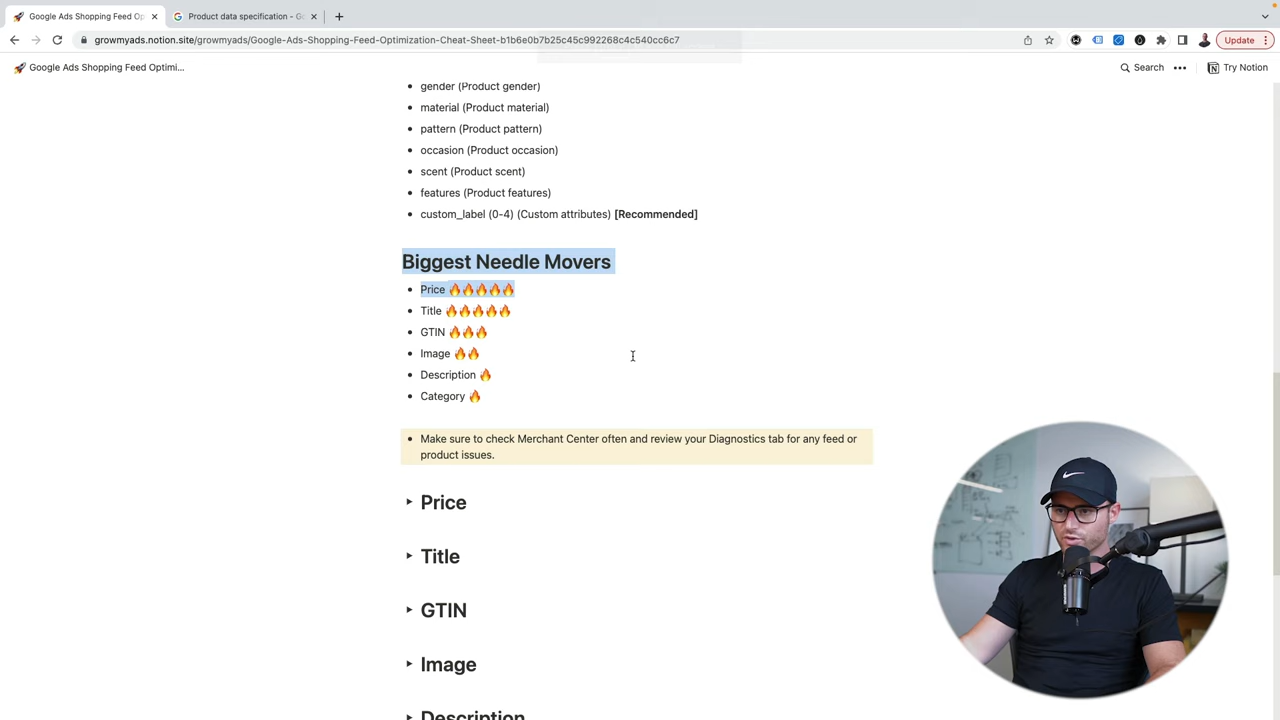 Google Ads Shopping Feed Op
Product data specification - Go
growmyads.notion.site/growmyads/Google-Ads-Shopping-Feed-Optimization-Cheat-Sheet-b1b6e0b7b25c45c992268c4c540cc6c7
Update
🚀 Google Ads Shopping Feed Optimi...
Search
Try Notion
• gender (Product gender)
• material (Product material)
• pattern (Product pattern)
• occasion (Product occasion)
• scent (Product scent)
• features (Product features)
• custom_label (0-4) (Custom attributes) [Recommended]
Biggest Needle Movers
• Price 🔥🔥🔥🔥🔥
• Title 🔥🔥🔥🔥🔥
• GTIN 🔥🔥🔥
• Image 🔥🔥
• Description 🔥
• Category 🔥
• Make sure to check Merchant Center often and review your Diagnostics tab for any feed or
product issues.
Price
Title
GTIN
Image
Description